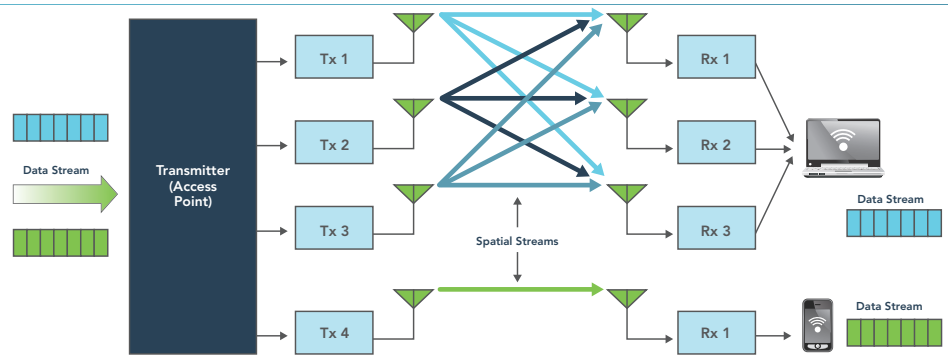 Tx 1
Rx 1
Tx 2
Rx 2
Data Stream
Transmitter
(Access
Point)
Data Stream
Tx 3
Spatial Streams
Rx 3
Data Stream
Tx 4
Rx 1